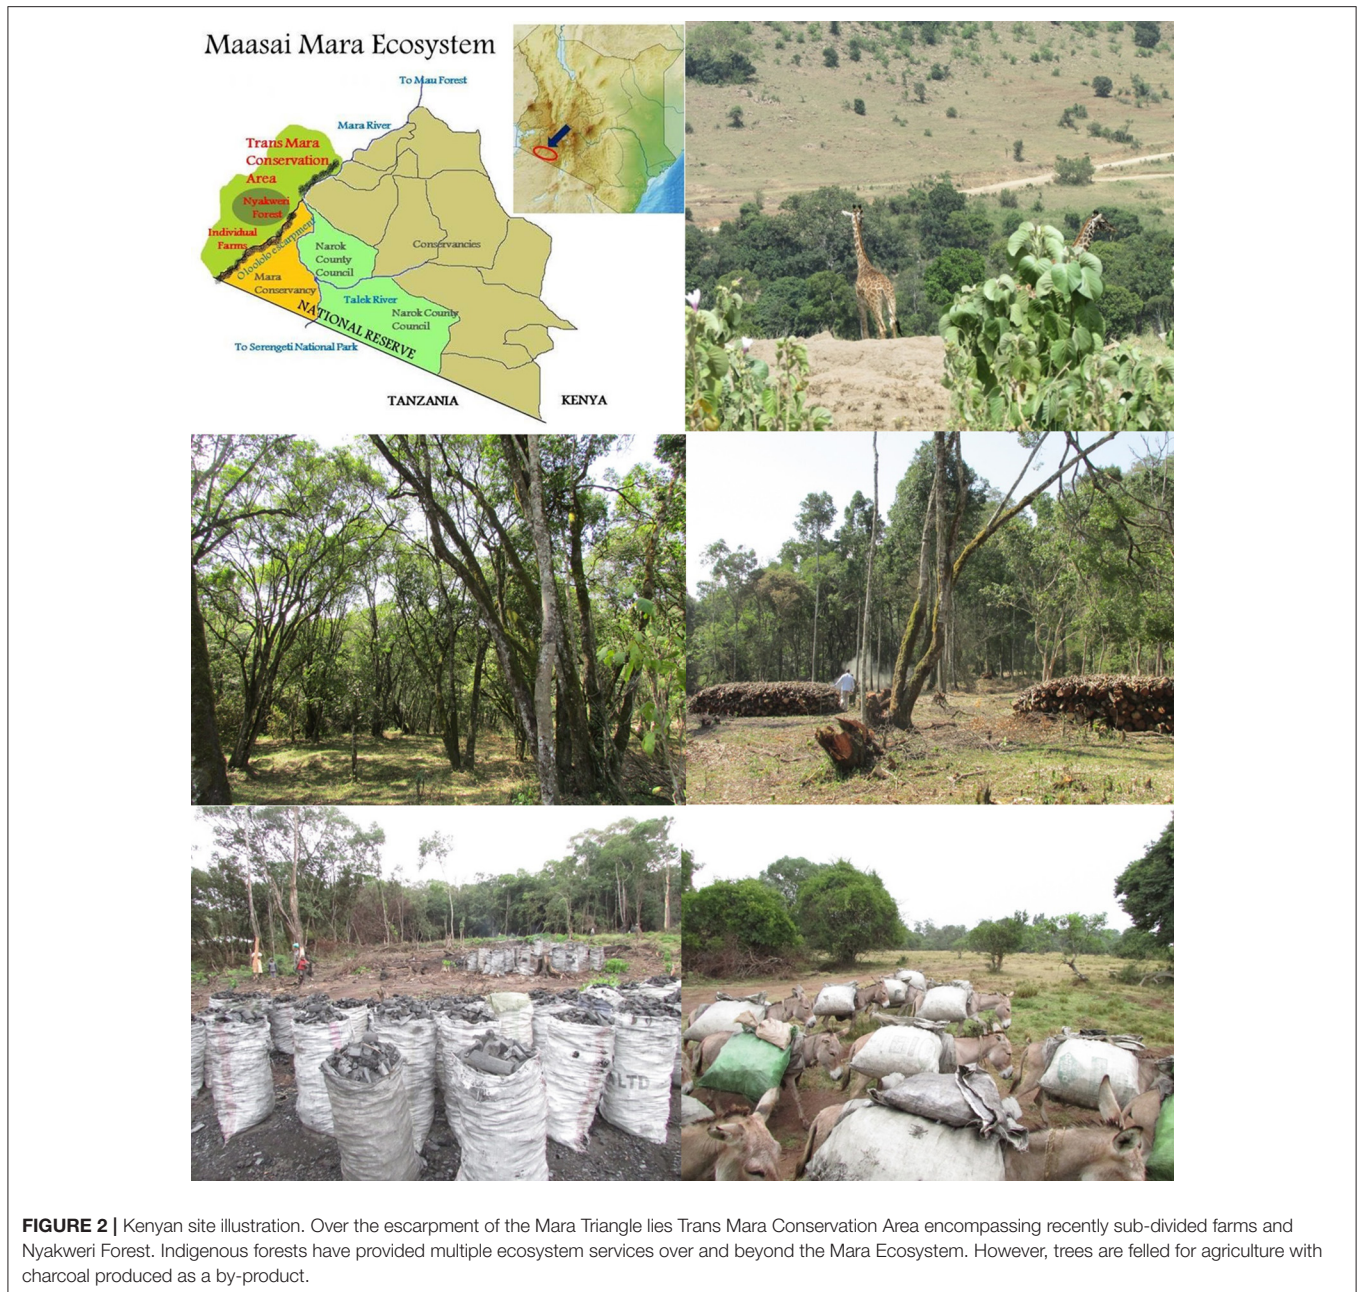 Maasai Mara Ecosystem
To Mau Forest
Mara River
Trans Mara
Conservation
Area
Nyakweri
Forest
Individual
Farms
Oloololo escarpment
Mara
Conservancy
Narok
County
Council
Conservancies
Talek River
Narok County
Council
NATIONAL RESERVE
To Serengeti National Park
TANZANIA
KENYA
LTD
FIGURE 2 | Kenyan site illustration. Over the escarpment of the Mara Triangle lies Trans Mara Conservation Area encompassing recently sub-divided farms and
Nyakweri Forest. Indigenous forests have provided multiple ecosystem services over and beyond the Mara Ecosystem. However, trees are felled for agriculture with
charcoal produced as a by-product.